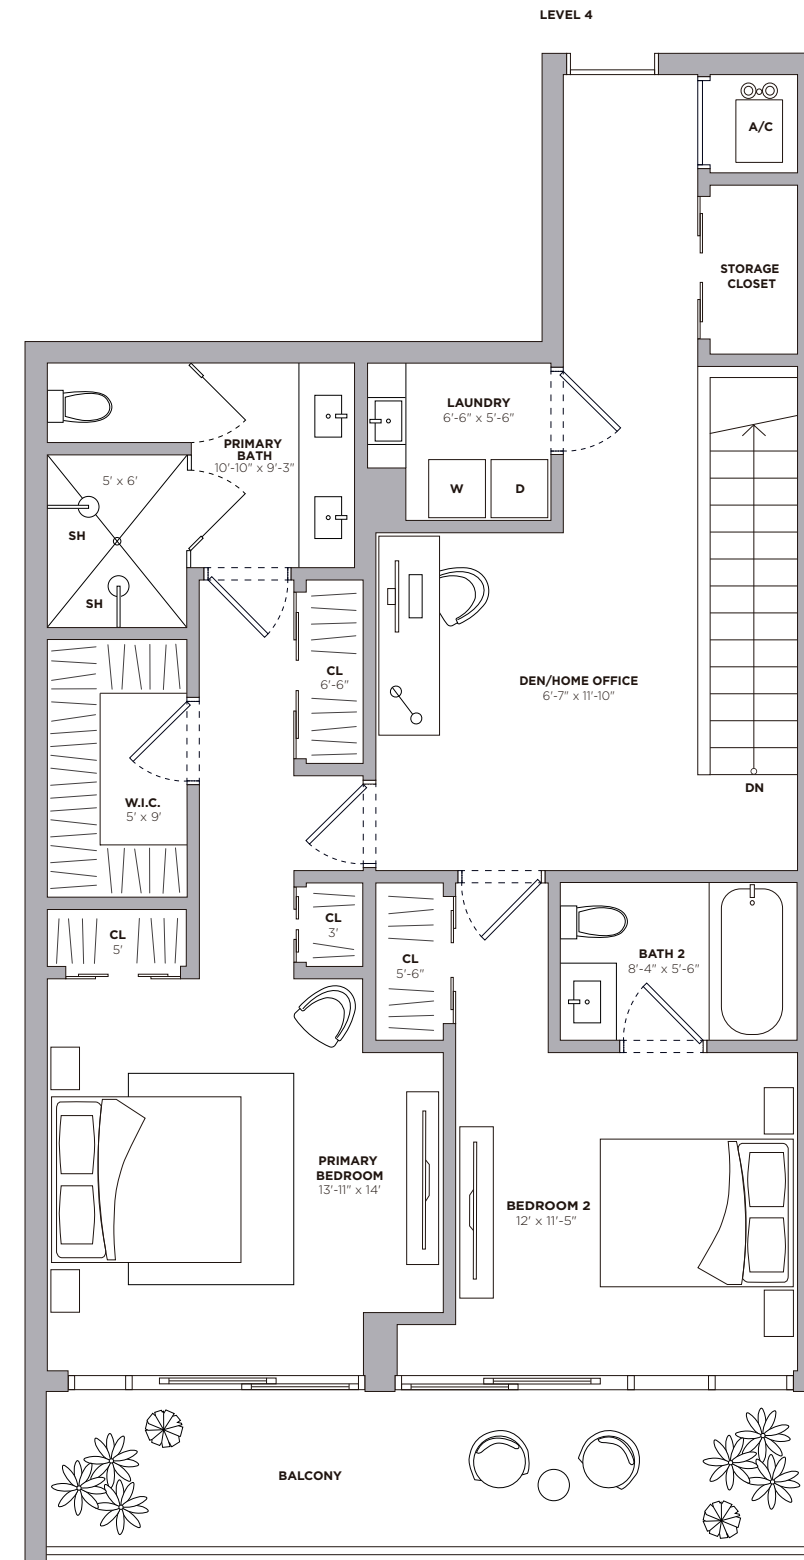 LEVEL 4
A/C
STORAGE
CLOSET
LAUNDRY
6'-6" x 5'-6"
W
D
PRIMARY
BATH
10'-10" x 9'-3"
5' x 6'
SH
SH
CL
6'-6"
DEN/HOME OFFICE
6'-7" x 11'-10"
DN
W.I.C.
5' x 9'
CL
5'
CL
3'
CL
5'-6"
BATH 2
8'-4" x 5'-6"
PRIMARY
BEDROOM
13'-11" x 14'
BEDROOM 2
12' x 11'-5"
BALCONY